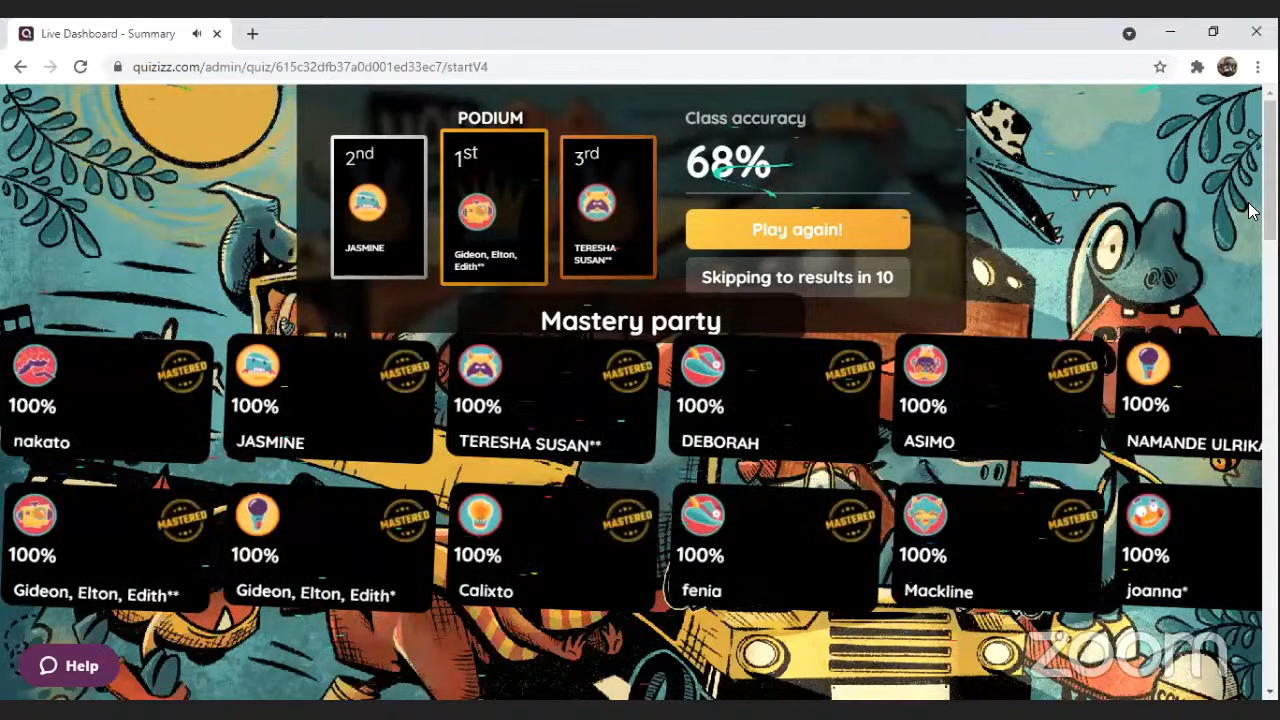 Live Dashboard - Summary
quizizz.com/admin/quiz/615c32dfb37a0d001ed33ec7/startV4
PODIUM
2nd
JASMINE
1st
Gideon, Elton,
Edith**
3rd
TERESHA
SUSAN**
Class accuracy
68%
Play again!
Skipping to results in 10
Mastery party
MASTERED
100%
nakato
MASTERED
100%
JASMINE
MASTERED
100%
TERESHA SUSAN**
MASTERED
100%
DEBORAH
MASTERED
100%
ASIMO
100%
NAMANDE ULRIKA
MASTERED
100%
Gideon, Elton, Edith**
MASTERED
100%
Gideon, Elton, Edith*
MASTERED
100%
Calixto
MASTERED
100%
fenia
MASTERED
100%
Mackline
100%
joanna*
Help
zoom